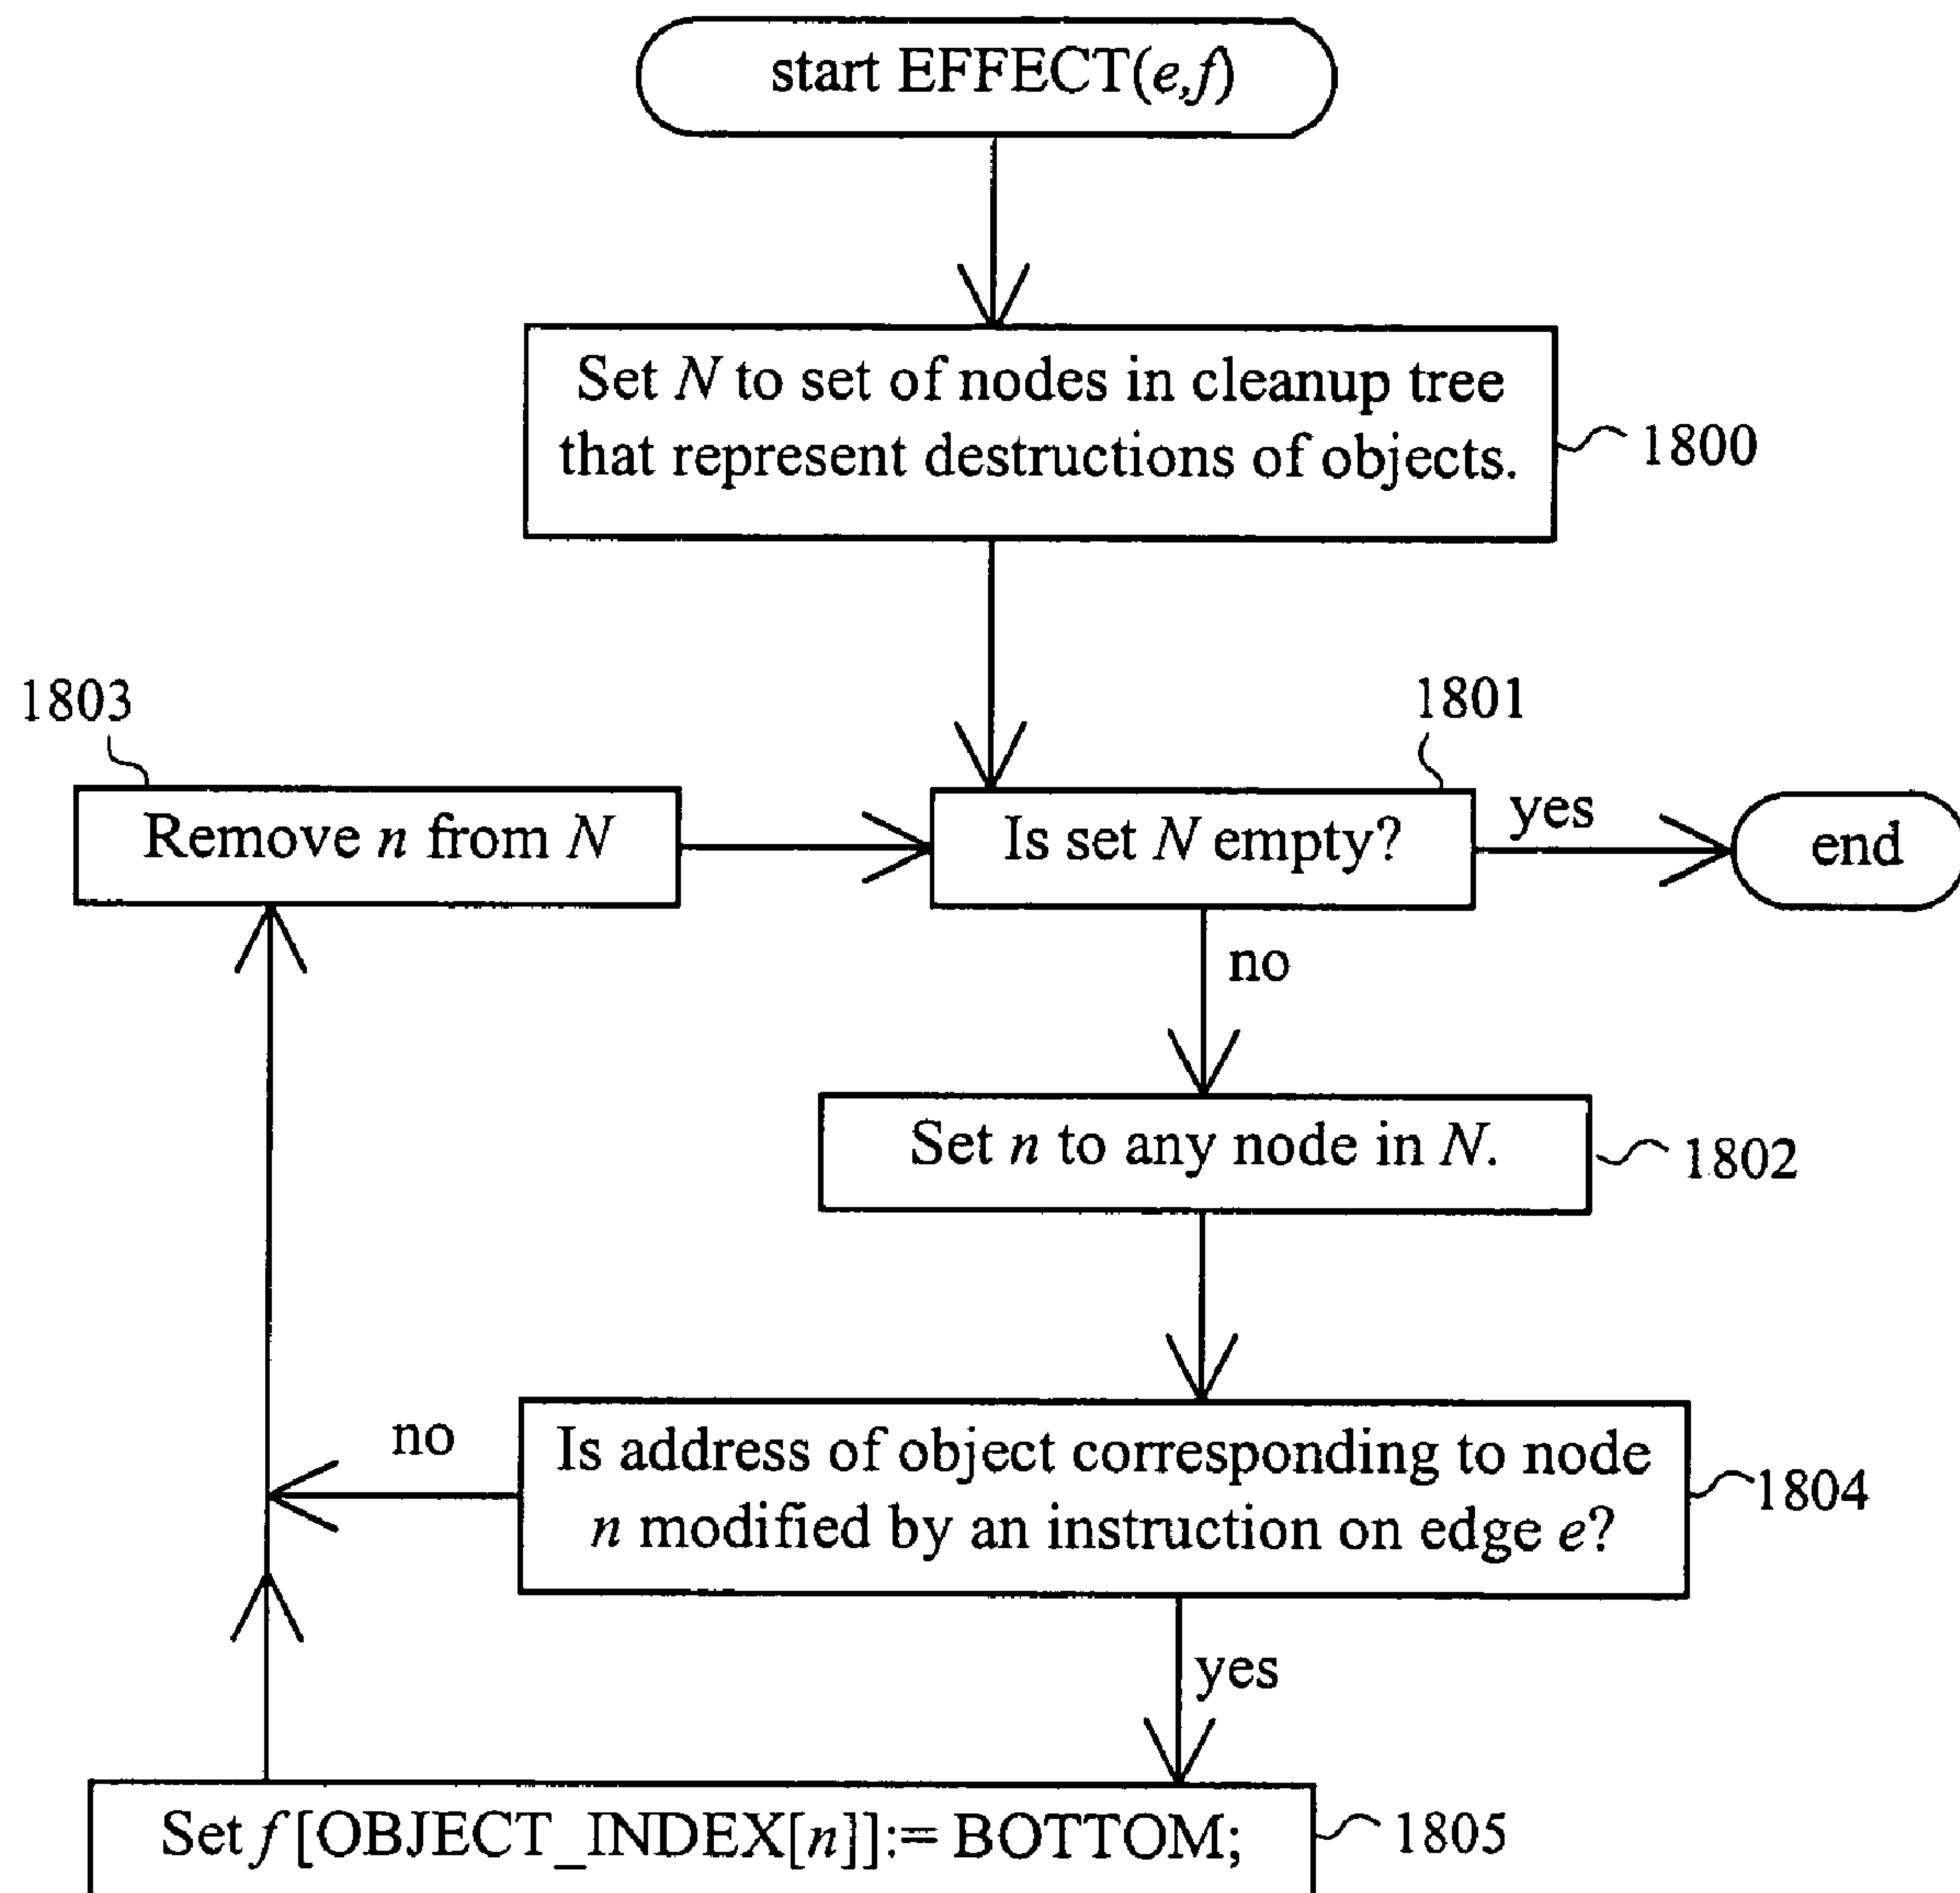 start EFFECT(e,f)
Set N to set of nodes in cleanup tree
that represent destructions of objects.
1800
1803
1801
Remove n from N
Is set N empty?
yes
end
no
Set n to any node in N.
1802
no
Is address of object corresponding to node
n modified by an instruction on edge e?
1804
yes
Set f [OBJECT_INDEX[n]]:= BOTTOM;
1805